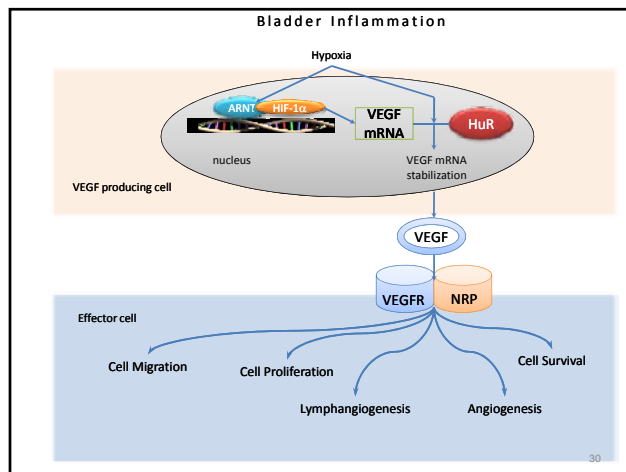 Bladder Inflammation
Hypoxia
ARNT
HIF-1α
VEGF
mRNA
HuR
nucleus
VEGF mRNA
stabilization
VEGF producing cell
VEGF
VEGFR
NRP
Effector cell
Cell Migration
Cell Proliferation
Cell Survival
Lymphangiogenesis
Angiogenesis
30